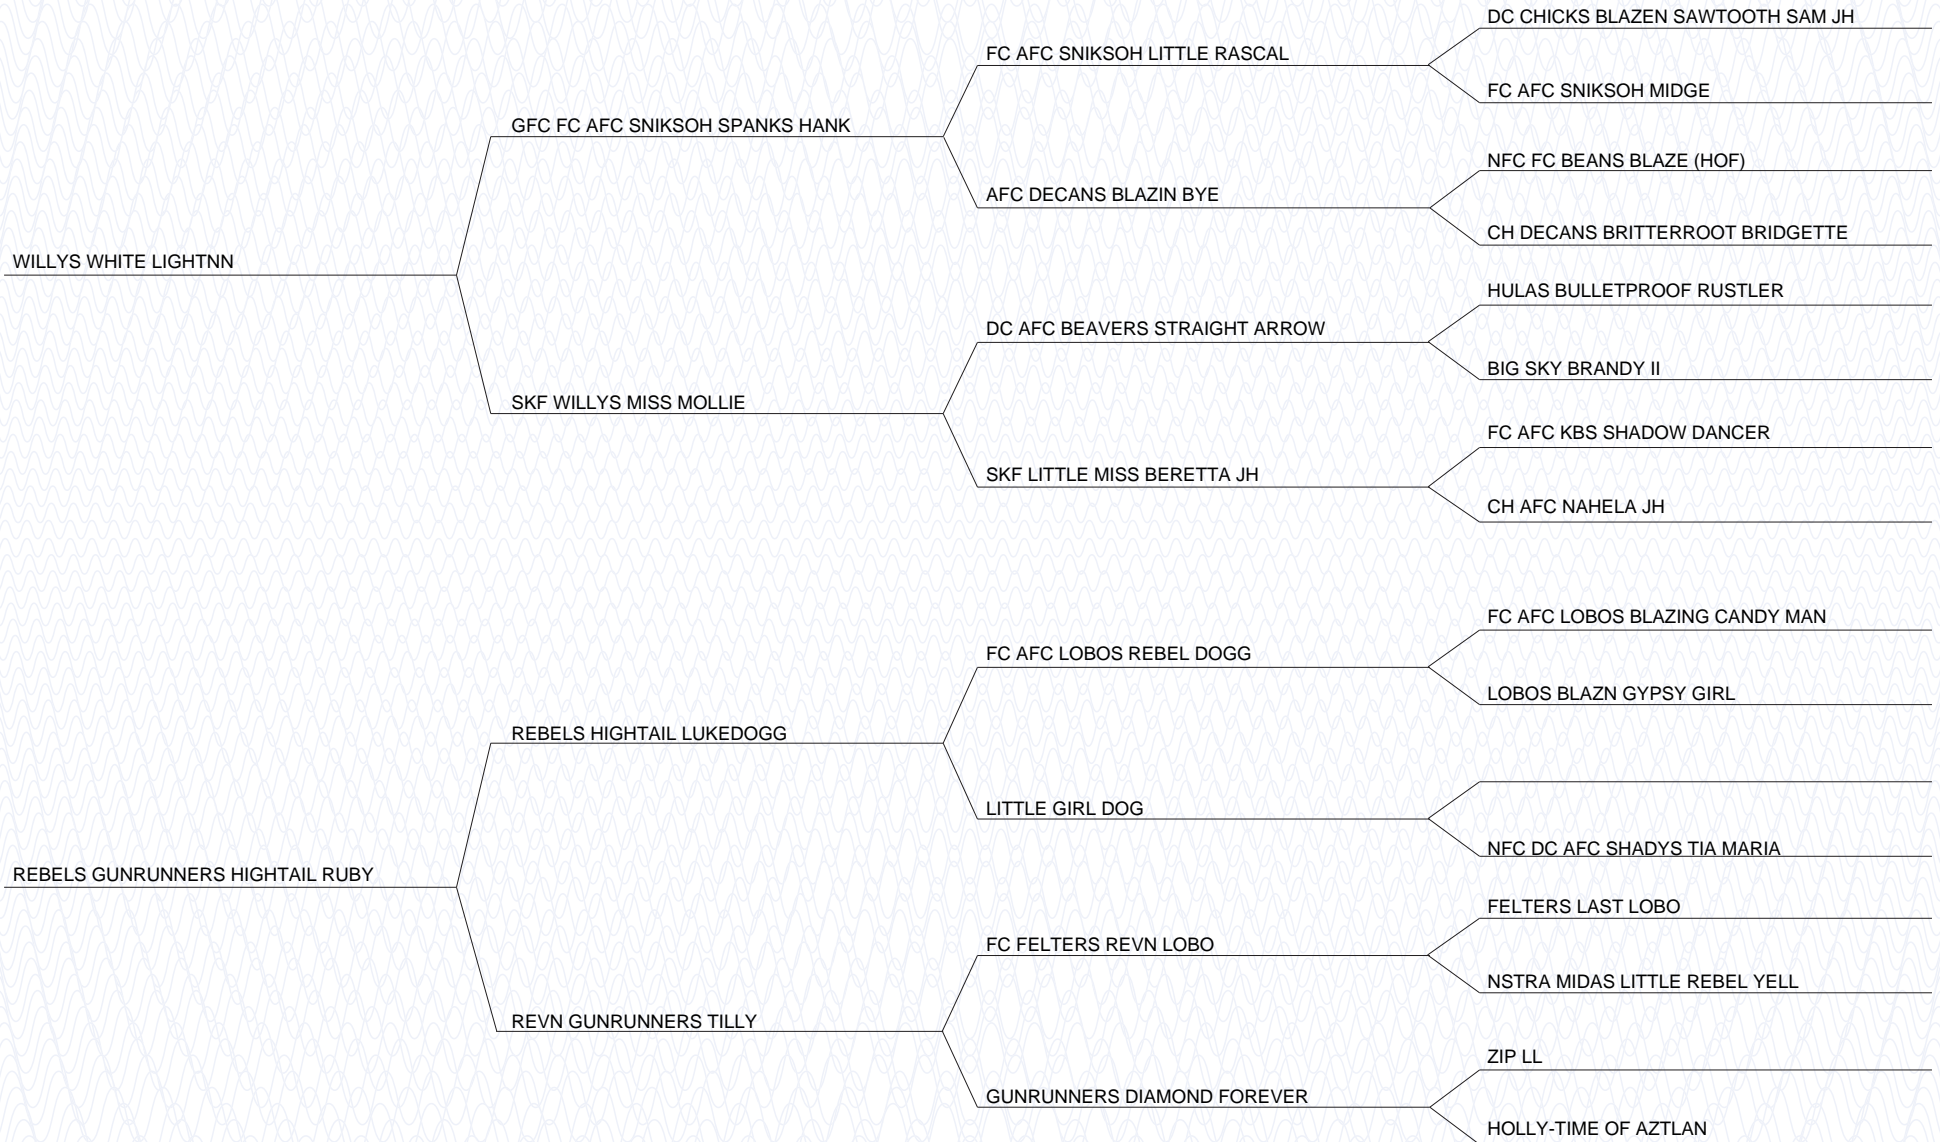 DC CHICKS BLAZEN SAWTOOTH SAM JH
FC AFC SNIKSOH LITTLE RASCAL
FC AFC SNIKSOH MIDGE
GFC FC AFC SNIKSOH SPANKS HANK
NFC FC BEANS BLAZE (HOF)
AFC DECANS BLAZIN BYE
CH DECANS BRITTERROOT BRIDGETTE
WILLYS WHITE LIGHTNN
HULAS BULLETPROOF RUSTLER
DC AFC BEAVERS STRAIGHT ARROW
BIG SKY BRANDY II
SKF WILLYS MISS MOLLIE
FC AFC KBS SHADOW DANCER
SKF LITTLE MISS BERETTA JH
CH AFC NAHELA JH
FC AFC LOBOS BLAZING CANDY MAN
FC AFC LOBOS REBEL DOGG
LOBOS BLAZN GYPSY GIRL
REBELS HIGHTAIL LUKEDOGG
LITTLE GIRL DOG
NFC DC AFC SHADYS TIA MARIA
REBELS GUNRUNNERS HIGHTAIL RUBY
FELTERS LAST LOBO
FC FELTERS REVN LOBO
NSTRA MIDAS LITTLE REBEL YELL
REVN GUNRUNNERS TILLY
ZIP LL
GUNRUNNERS DIAMOND FOREVER
HOLLY-TIME OF AZTLAN